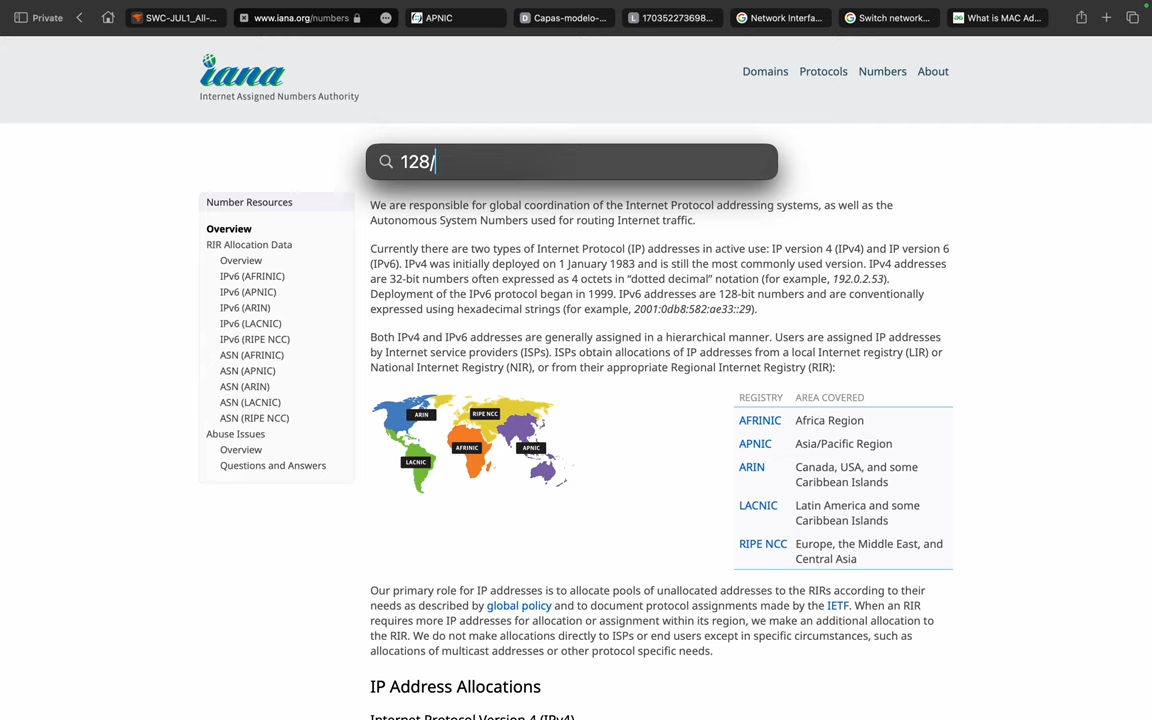 Private
SWC-JUL1_All-...
www.iana.org/numbers
APNIC
Capas-modelo-...
170352273698...
Network Interfa...
Switch network...
What is MAC Ad...
iana
Internet Assigned Numbers Authority
Domains Protocols Numbers About
128/
Number Resources
Overview
RIR Allocation Data
Overview
IPv6 (AFRINIC)
IPv6 (APNIC)
IPv6 (ARIN)
IPv6 (LACNIC)
IPv6 (RIPE NCC)
ASN (AFRINIC)
ASN (APNIC)
ASN (ARIN)
ASN (LACNIC)
ASN (RIPE NCC)
Abuse Issues
Overview
Questions and Answers
We are responsible for global coordination of the Internet Protocol addressing systems, as well as the
Autonomous System Numbers used for routing Internet traffic.
Currently there are two types of Internet Protocol (IP) addresses in active use: IP version 4 (IPv4) and IP version 6
(IPv6). IPv4 was initially deployed on 1 January 1983 and is still the most commonly used version. IPv4 addresses
are 32-bit numbers often expressed as 4 octets in “dotted decimal” notation (for example, 192.0.2.53).
Deployment of the IPv6 protocol began in 1999. IPv6 addresses are 128-bit numbers and are conventionally
expressed using hexadecimal strings (for example, 2001:0db8:582:ae33::29).
Both IPv4 and IPv6 addresses are generally assigned in a hierarchical manner. Users are assigned IP addresses
by Internet service providers (ISPs). ISPs obtain allocations of IP addresses from a local Internet registry (LIR) or
National Internet Registry (NIR), or from their appropriate Regional Internet Registry (RIR):
ARIN
RIPE NCC
AFRINIC
APNIC
LACNIC
REGISTRY AREA COVERED
AFRINIC Africa Region
APNIC Asia/Pacific Region
ARIN Canada, USA, and some
Caribbean Islands
LACNIC Latin America and some
Caribbean Islands
RIPE NCC Europe, the Middle East, and
Central Asia
Our primary role for IP addresses is to allocate pools of unallocated addresses to the RIRs according to their
needs as described by global policy and to document protocol assignments made by the IETF. When an RIR
requires more IP addresses for allocation or assignment within its region, we make an additional allocation to
the RIR. We do not make allocations directly to ISPs or end users except in specific circumstances, such as
allocations of multicast addresses or other protocol specific needs.
IP Address Allocations
Internet Protocol Version 4 (IPv4)